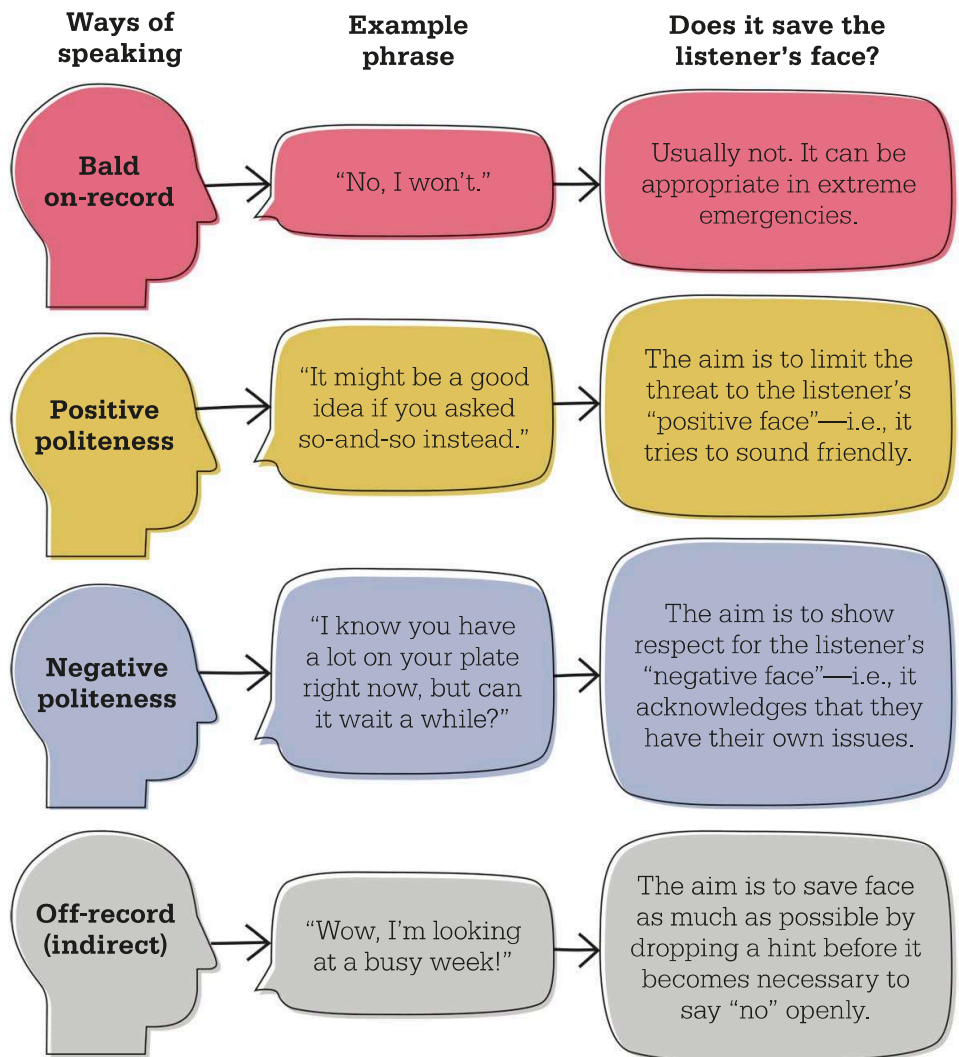 Ways of
speaking
Example
phrase
Does it save the
listener’s face?
Bald
on-record
“No, I won’t.”
Usually not. It can be
appropriate in extreme
emergencies.
Positive
politeness
“It might be a good
idea if you asked
so-and-so instead.”
The aim is to limit the
threat to the listener’s
“positive face”—i.e., it
tries to sound friendly.
Negative
politeness
“I know you have
a lot on your plate
right now, but can
it wait a while?”
The aim is to show
respect for the listener’s
“negative face”—i.e., it
acknowledges that they
have their own issues.
Off-record
(indirect)
“Wow, I’m looking
at a busy week!”
The aim is to save face
as much as possible by
dropping a hint before it
becomes necessary to
say “no” openly.